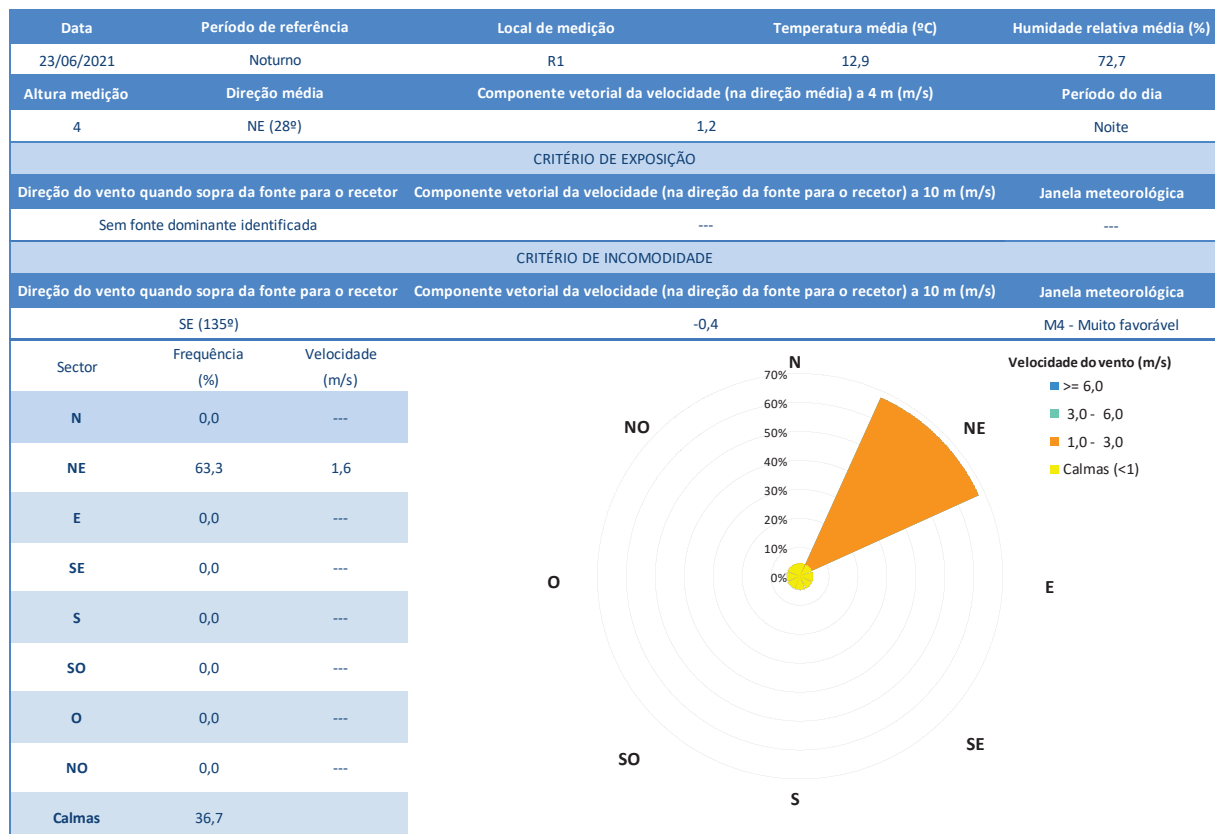 Data Período de referência Local de medição Temperatura média (ºC) Humidade relativa média (%)
23/06/2021 Noturno R1 12,9 72,7
Altura medição Direção média Componente vetorial da velocidade (na direção média) a 4 m (m/s) Período do dia
4 NE (28º) 1,2 Noite
CRITÉRIO DE EXPOSIÇÃO
Direção do vento quando sopra da fonte para o recetor Componente vetorial da velocidade (na direção da fonte para o recetor) a 10 m (m/s) Janela meteorológica
Sem fonte dominante identificada --- ---
CRITÉRIO DE INCOMODIDADE
Direção do vento quando sopra da fonte para o recetor Componente vetorial da velocidade (na direção da fonte para o recetor) a 10 m (m/s) Janela meteorológica
SE (135º) -0,4 M4 - Muito favorável
Sector Frequência (%) Velocidade (m/s)
N 0,0 ---
NE 63,3 1,6
E 0,0 ---
SE 0,0 ---
S 0,0 ---
SO 0,0 ---
O 0,0 ---
NO 0,0 ---
Calmas 36,7
N
NE
E
SE
S
SO
O
NO
70%
60%
50%
40%
30%
20%
10%
0%
Velocidade do vento (m/s)
>= 6,0
3,0 - 6,0
1,0 - 3,0
Calmas (<1)